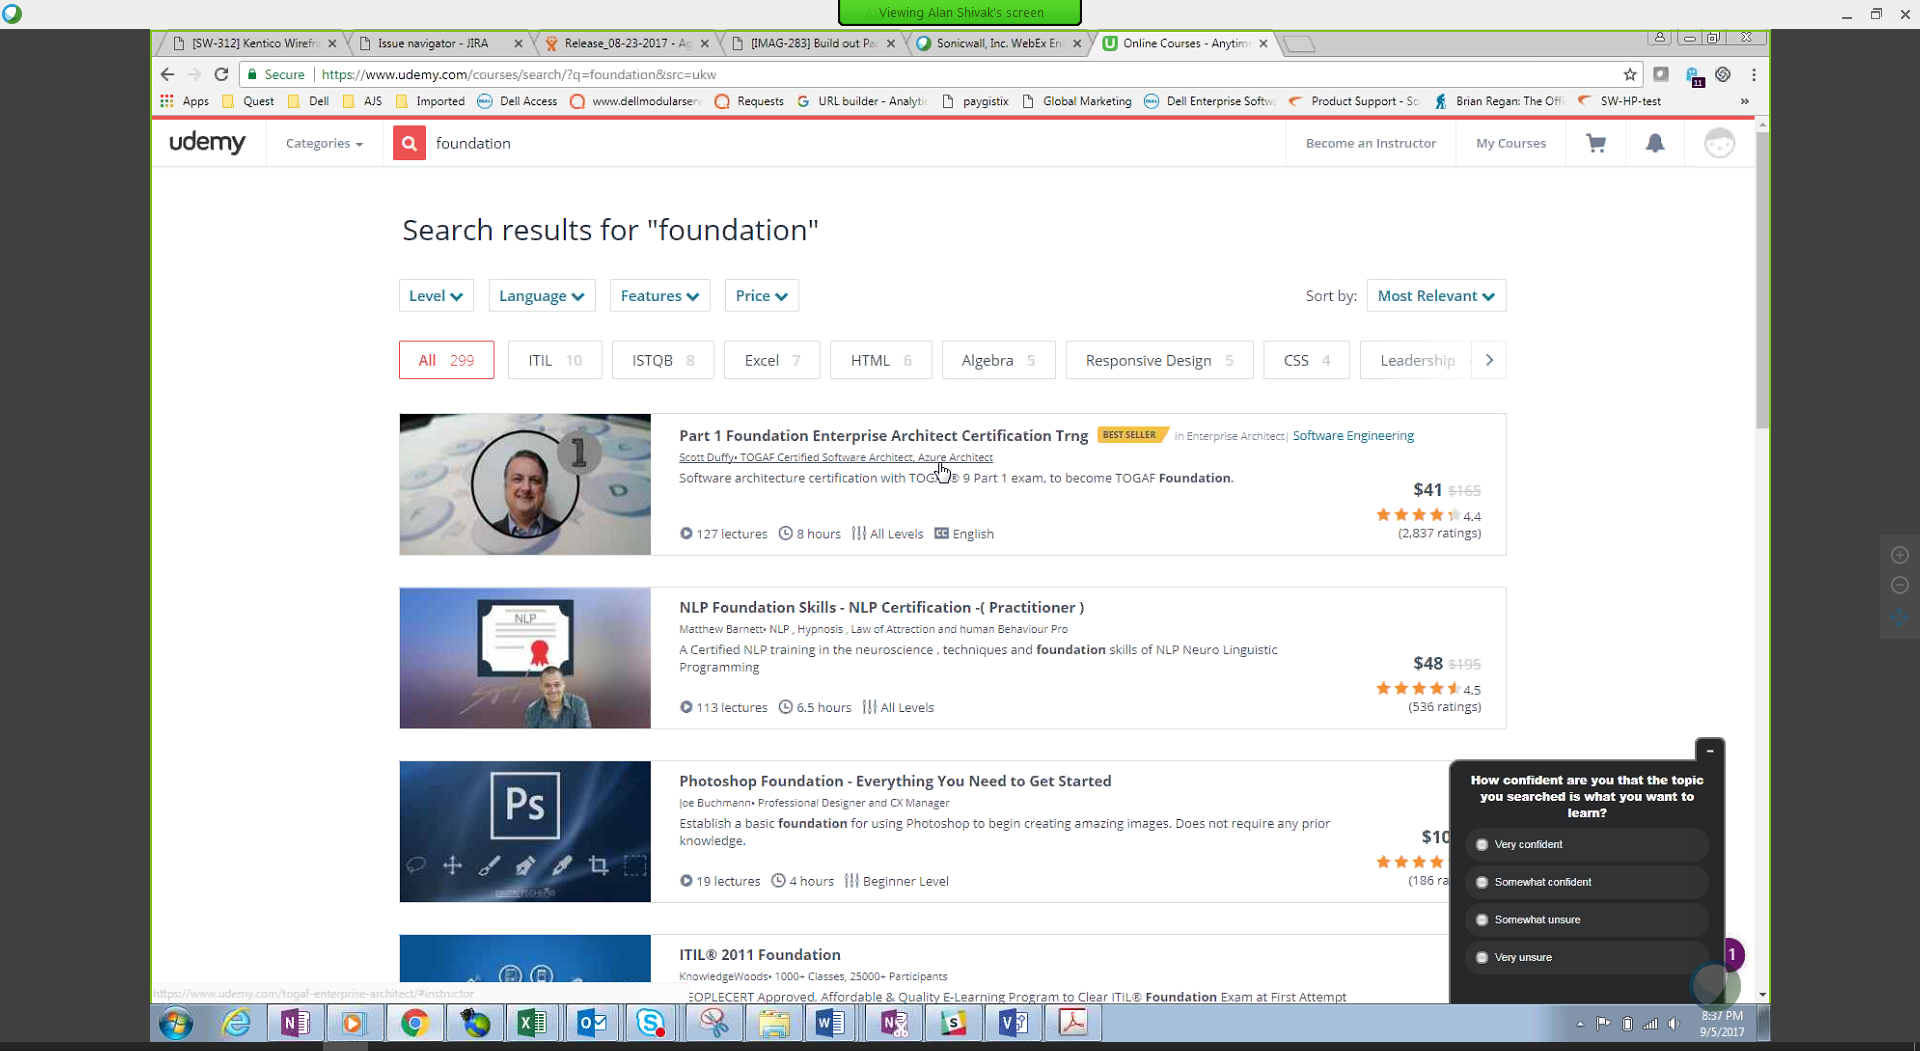 Viewing Alan Shivak's screen
[SW-312] Kentico Wirefr
Issue navigator - JIRA
Release_08-23-2017 - Ag
[IMAG-283] Build out Pa
Sonicwall, Inc. WebEx En
Online Courses - Anytim
Secure https://www.udemy.com/courses/search/?q=foundation&src=ukw
11
Apps Quest Dell AJS Imported Dell Access www.dellmodularserv Requests URL builder - Analytic paygistix Global Marketing Dell Enterprise Softw Product Support - So Brian Regan: The Offi SW-HP-test »
udemy Categories foundation Become an Instructor My Courses
Search results for "foundation"
Level Language Features Price Sort by: Most Relevant
All 299 ITIL 10 ISTQB 8 Excel 7 HTML 6 Algebra 5 Responsive Design 5 CSS 4 Leadership
1
D
Part 1 Foundation Enterprise Architect Certification Trng BEST SELLER in Enterprise Architect| Software Engineering
Scott Duffy• TOGAF Certified Software Architect, Azure Architect
Software architecture certification with TOG ® 9 Part 1 exam, to become TOGAF Foundation.
$41 $165
4.4
(2,837 ratings)
127 lectures 8 hours All Levels CC English
NLP
NLP Foundation Skills - NLP Certification -( Practitioner )
Matthew Barnett• NLP , Hypnosis , Law of Attraction and human Behaviour Pro
A Certified NLP training in the neuroscience , techniques and foundation skills of NLP Neuro Linguistic
Programming
$48 $195
4.5
(536 ratings)
113 lectures 6.5 hours All Levels
Ps
Photoshop Foundation - Everything You Need to Get Started
Joe Buchmann• Professional Designer and CX Manager
Establish a basic foundation for using Photoshop to begin creating amazing images. Does not require any prior
knowledge.
$10
(186 ra
19 lectures 4 hours Beginner Level
ITIL® 2011 Foundation
KnowledgeWoods• 1000+ Classes, 25000+ Participants
EOPLECERT Approved, Affordable & Quality E-Learning Program to Clear ITIL® Foundation Exam at First Attempt
How confident are you that the topic
you searched is what you want to
learn?
Very confident
Somewhat confident
Somewhat unsure
Very unsure
1
https://www.udemy.com/togaf-enterprise-architect/#instructor
8:37 PM
9/5/2017